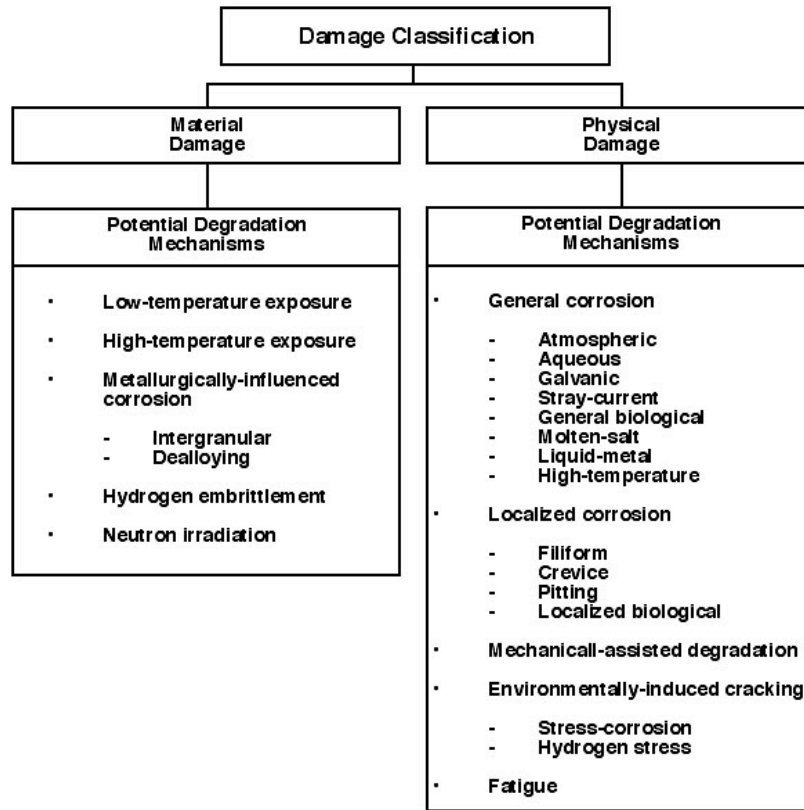 Damage Classification
Material
Damage
Physical
Damage
Potential Degradation
Mechanisms
· Low-temperature exposure
· High-temperature exposure
· Metallurgically-influenced
corrosion
- Intergranular
- Dealloying
· Hydrogen embrittlement
· Neutron irradiation
Potential Degradation
Mechanisms
· General corrosion
- Atmospheric
- Aqueous
- Galvanic
- Stray-current
- General biological
- Molten-salt
- Liquid-metal
- High-temperature
· Localized corrosion
- Filiform
- Crevice
- Pitting
- Localized biological
· Mechanicall-assisted degradation
· Environmentally-induced cracking
- Stress-corrosion
- Hydrogen stress
· Fatigue